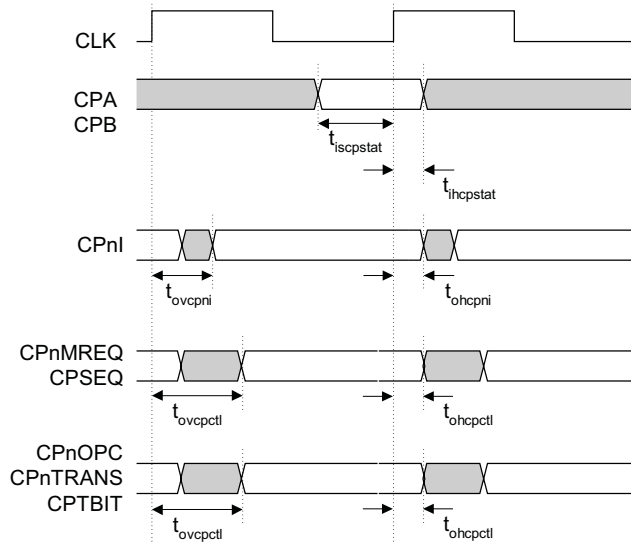 CLK
CPA
CPB
tiscpstat
tihcpstat
CPnI
tovcpni
tohcpni
CPnMREQ
CPSEQ
tovcpctl
tohcpctl
CPnOPC
CPnTRANS
CPTBIT
tovcpctl
tohcpctl